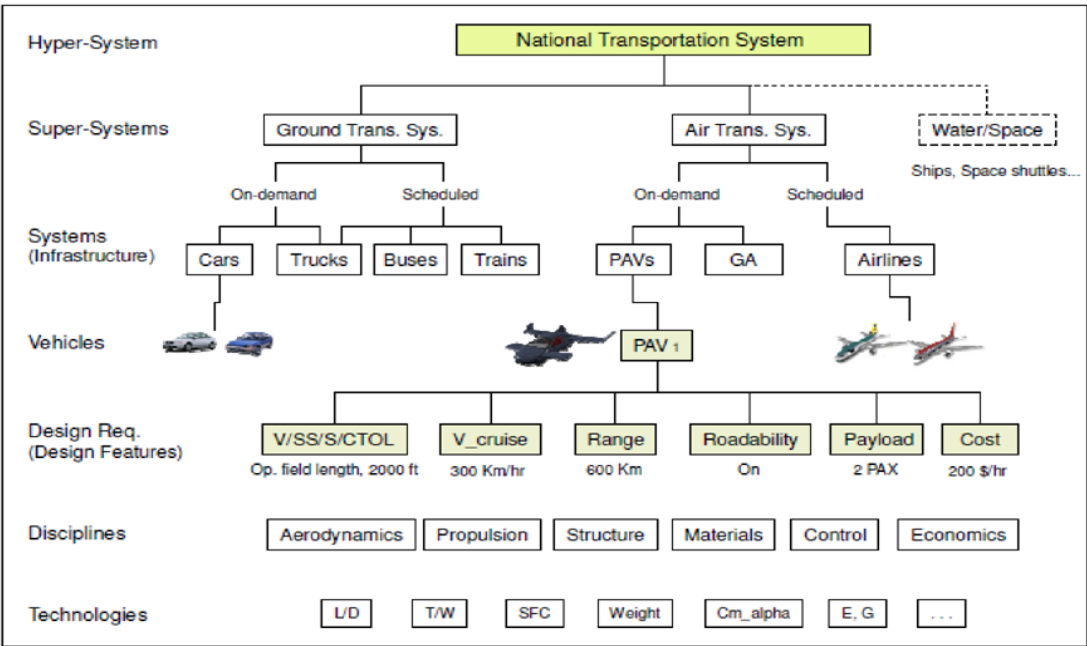 Hyper-System
National Transportation System
Super-Systems
Ground Trans. Sys.
Air Trans. Sys.
Water/Space
Ships, Space shuttles...
On-demand
Scheduled
On-demand
Scheduled
Systems
(Infrastructure)
Cars
Trucks
Buses
Trains
PAVs
GA
Airlines
Vehicles
PAV 1
Design Req.
(Design Features)
V/SS/S/CTOL
V_cruise
Range
Roadability
Payload
Cost
Op. field length, 2000 ft
300 Km/hr
600 Km
On
2 PAX
200 $/hr
Disciplines
Aerodynamics
Propulsion
Structure
Materials
Control
Economics
Technologies
L/D
T/W
SFC
Weight
Cm_alpha
E, G
. . .